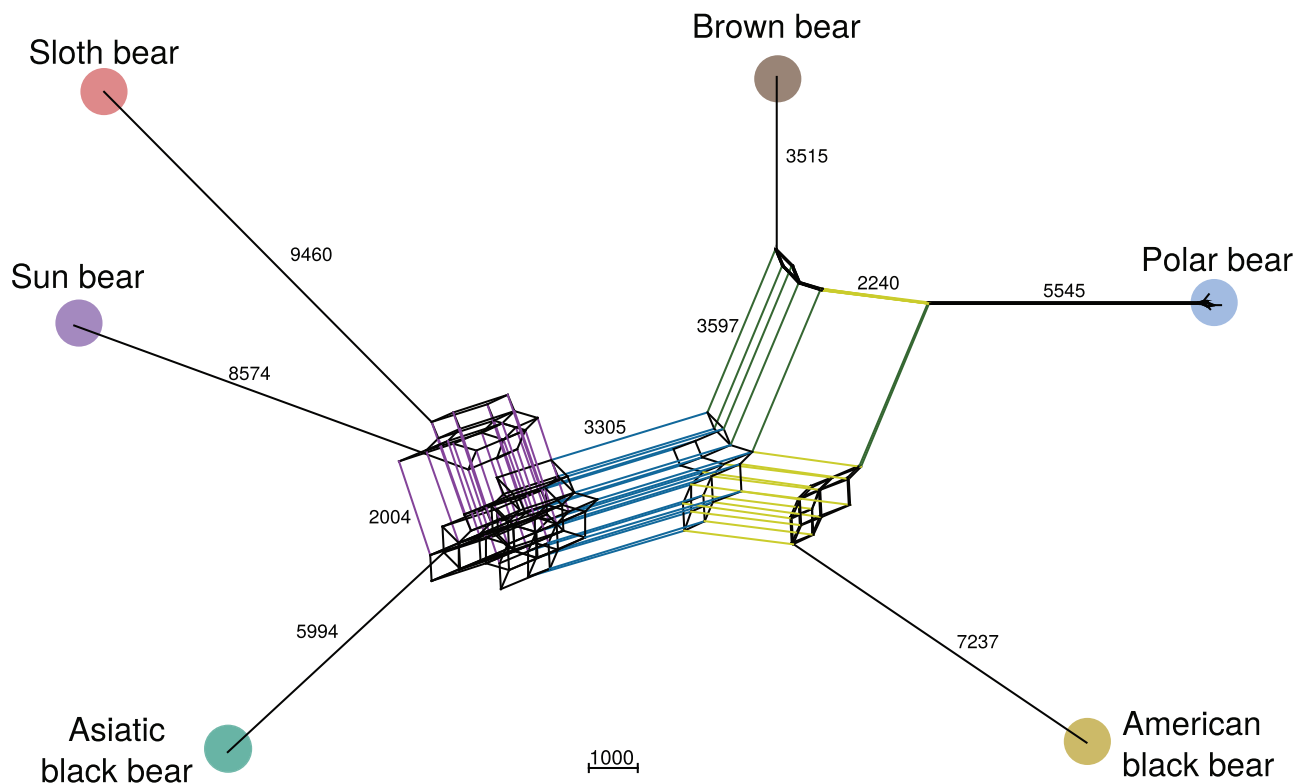 Brown bear
Sloth bear
3515
9460
Polar bear
Sun bear
2240
5545
3597
8574
3305
2004
5994
7237
Asiatic
black bear
American
black bear
1000